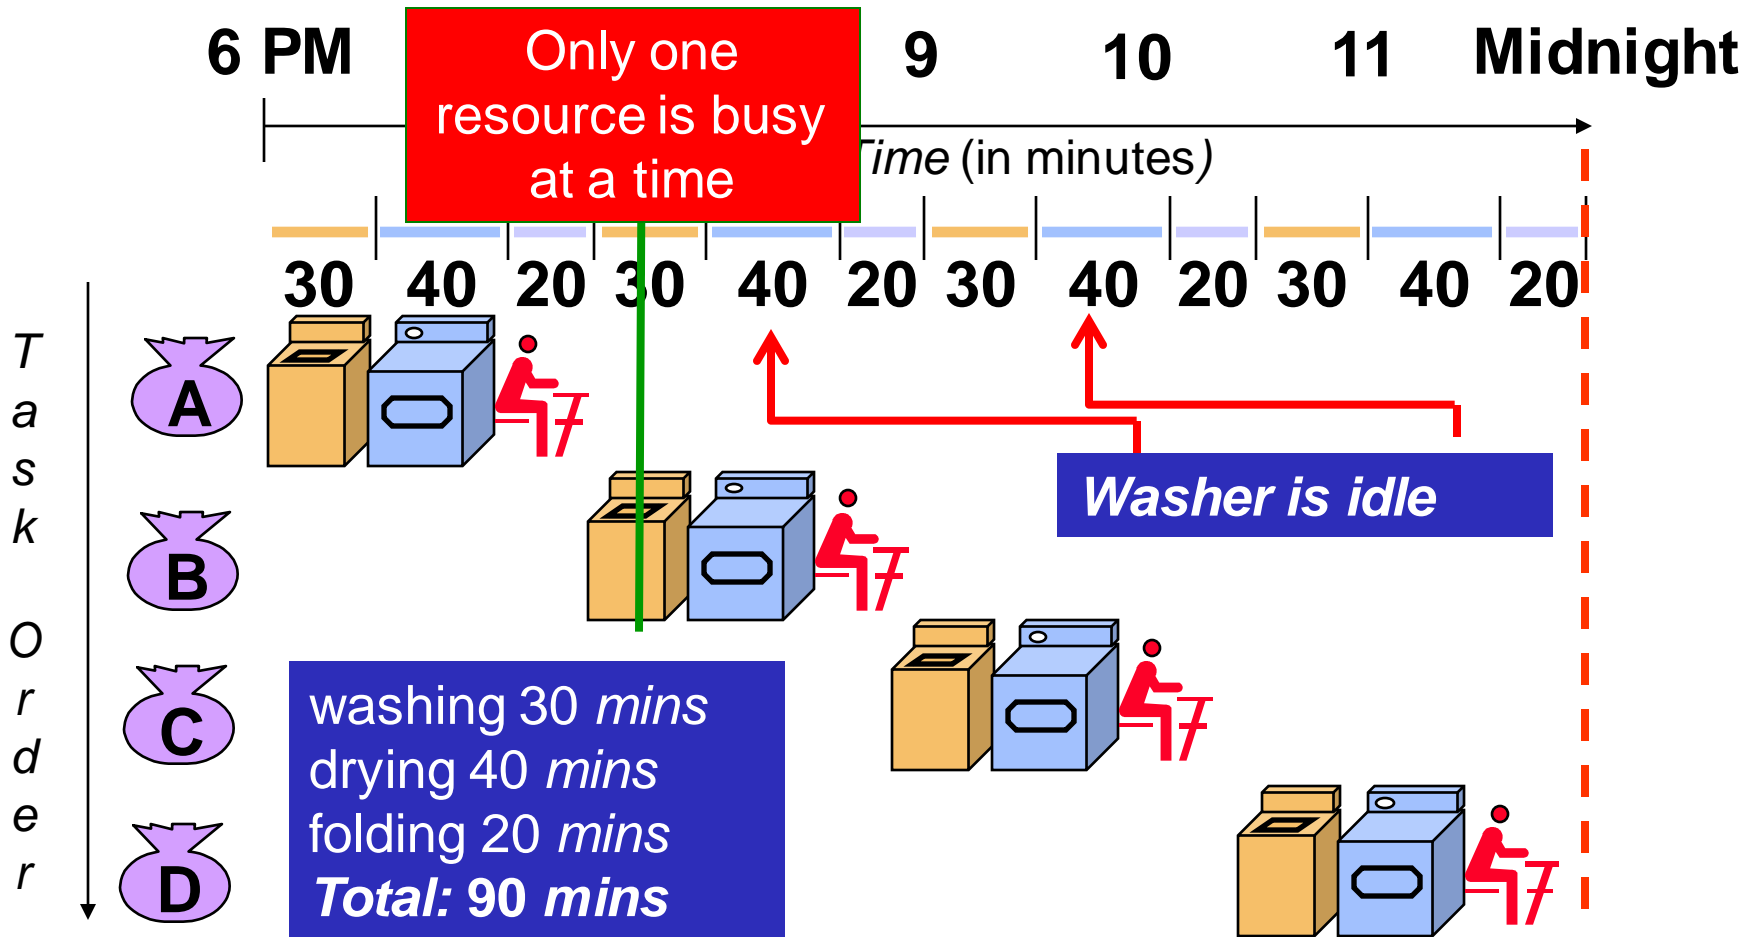 6 PM
Only one
resource is busy
at a time
9
10
11
Midnight
Time (in minutes)
30 40 20 30 40 20 30 40 20 30 40 20
Task Order
A
B
C
D
Washer is idle
washing 30 mins
drying 40 mins
folding 20 mins
Total: 90 mins